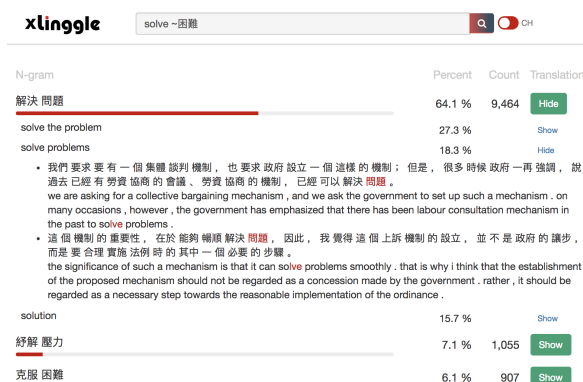 xlinggle
solve ~困難
CH
N-gram Percent Count Translation
解決 問題 64.1 % 9,464 Hide
solve the problem 27.3 % Show
solve problems 18.3 % Hide
• 我們 要求 要 有 一 個 集體 談判 機制 ， 也 要求 政府 設立 一 個 這樣 的 機制 ； 但是 ， 很多 時候 政府 一再 強調 ， 說
過去 已經 有 勞資 協商 的 會議 、 勞資 協商 的 機制 ， 已經 可以 解決 問題 。
we are asking for a collective bargaining mechanism , and we ask the government to set up such a mechanism . on
many occasions , however , the government has emphasized that there has been labour consultation mechanism in
the past to solve problems .
• 這 個 機制 的 重要性 ， 在於 能夠 暢順 解決 問題 ， 因此 ， 我 覺得 這 個 上訴 機制 的 設立 ， 並 不 是 政府 的 讓步 ，
而是 要 合理 實施 法例 時 的 其中 一 個 必要 的 步驟 。
the significance of such a mechanism is that it can solve problems smoothly . that is why i think that the establishment
of the proposed mechanism should not be regarded as a concession made by the government . rather , it should be
regarded as a necessary step towards the reasonable implementation of the ordinance .
solution 15.7 % Show
紓解 壓力 7.1 % 1,055 Show
克服 困難 6.1 % 907 Show